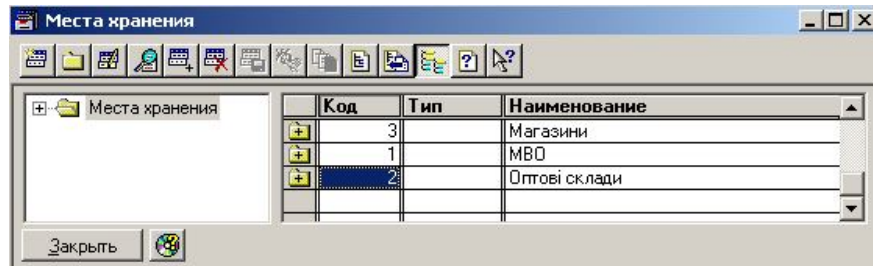 Места хранения
Места хранения
Код Тип Наименование
3 Магазини
1 МВО
2 Оптові склади
Закрыть